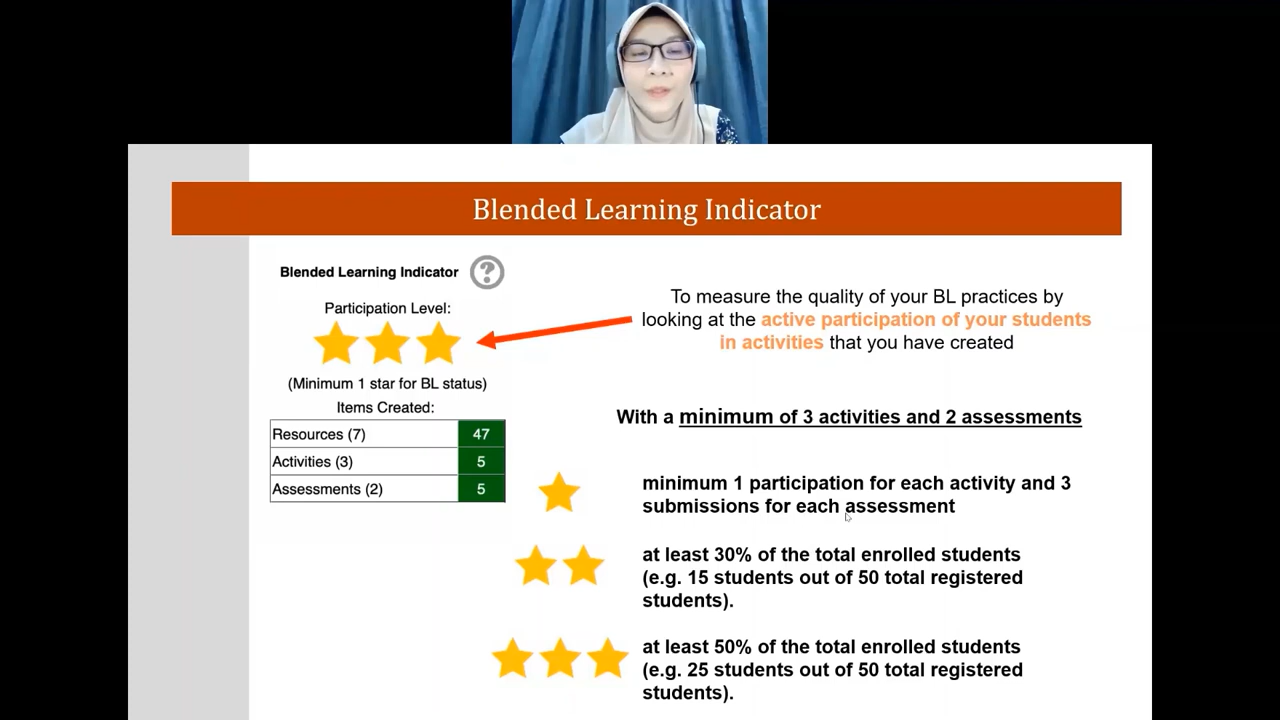 Blended Learning Indicator
Blended Learning Indicator ?
Participation Level:
(Minimum 1 star for BL status)
Items Created:
Resources (7) 47
Activities (3) 5
Assessments (2) 5
To measure the quality of your BL practices by
looking at the active participation of your students
in activities that you have created
With a minimum of 3 activities and 2 assessments
minimum 1 participation for each activity and 3
submissions for each assessment
at least 30% of the total enrolled students
(e.g. 15 students out of 50 total registered
students).
at least 50% of the total enrolled students
(e.g. 25 students out of 50 total registered
students).